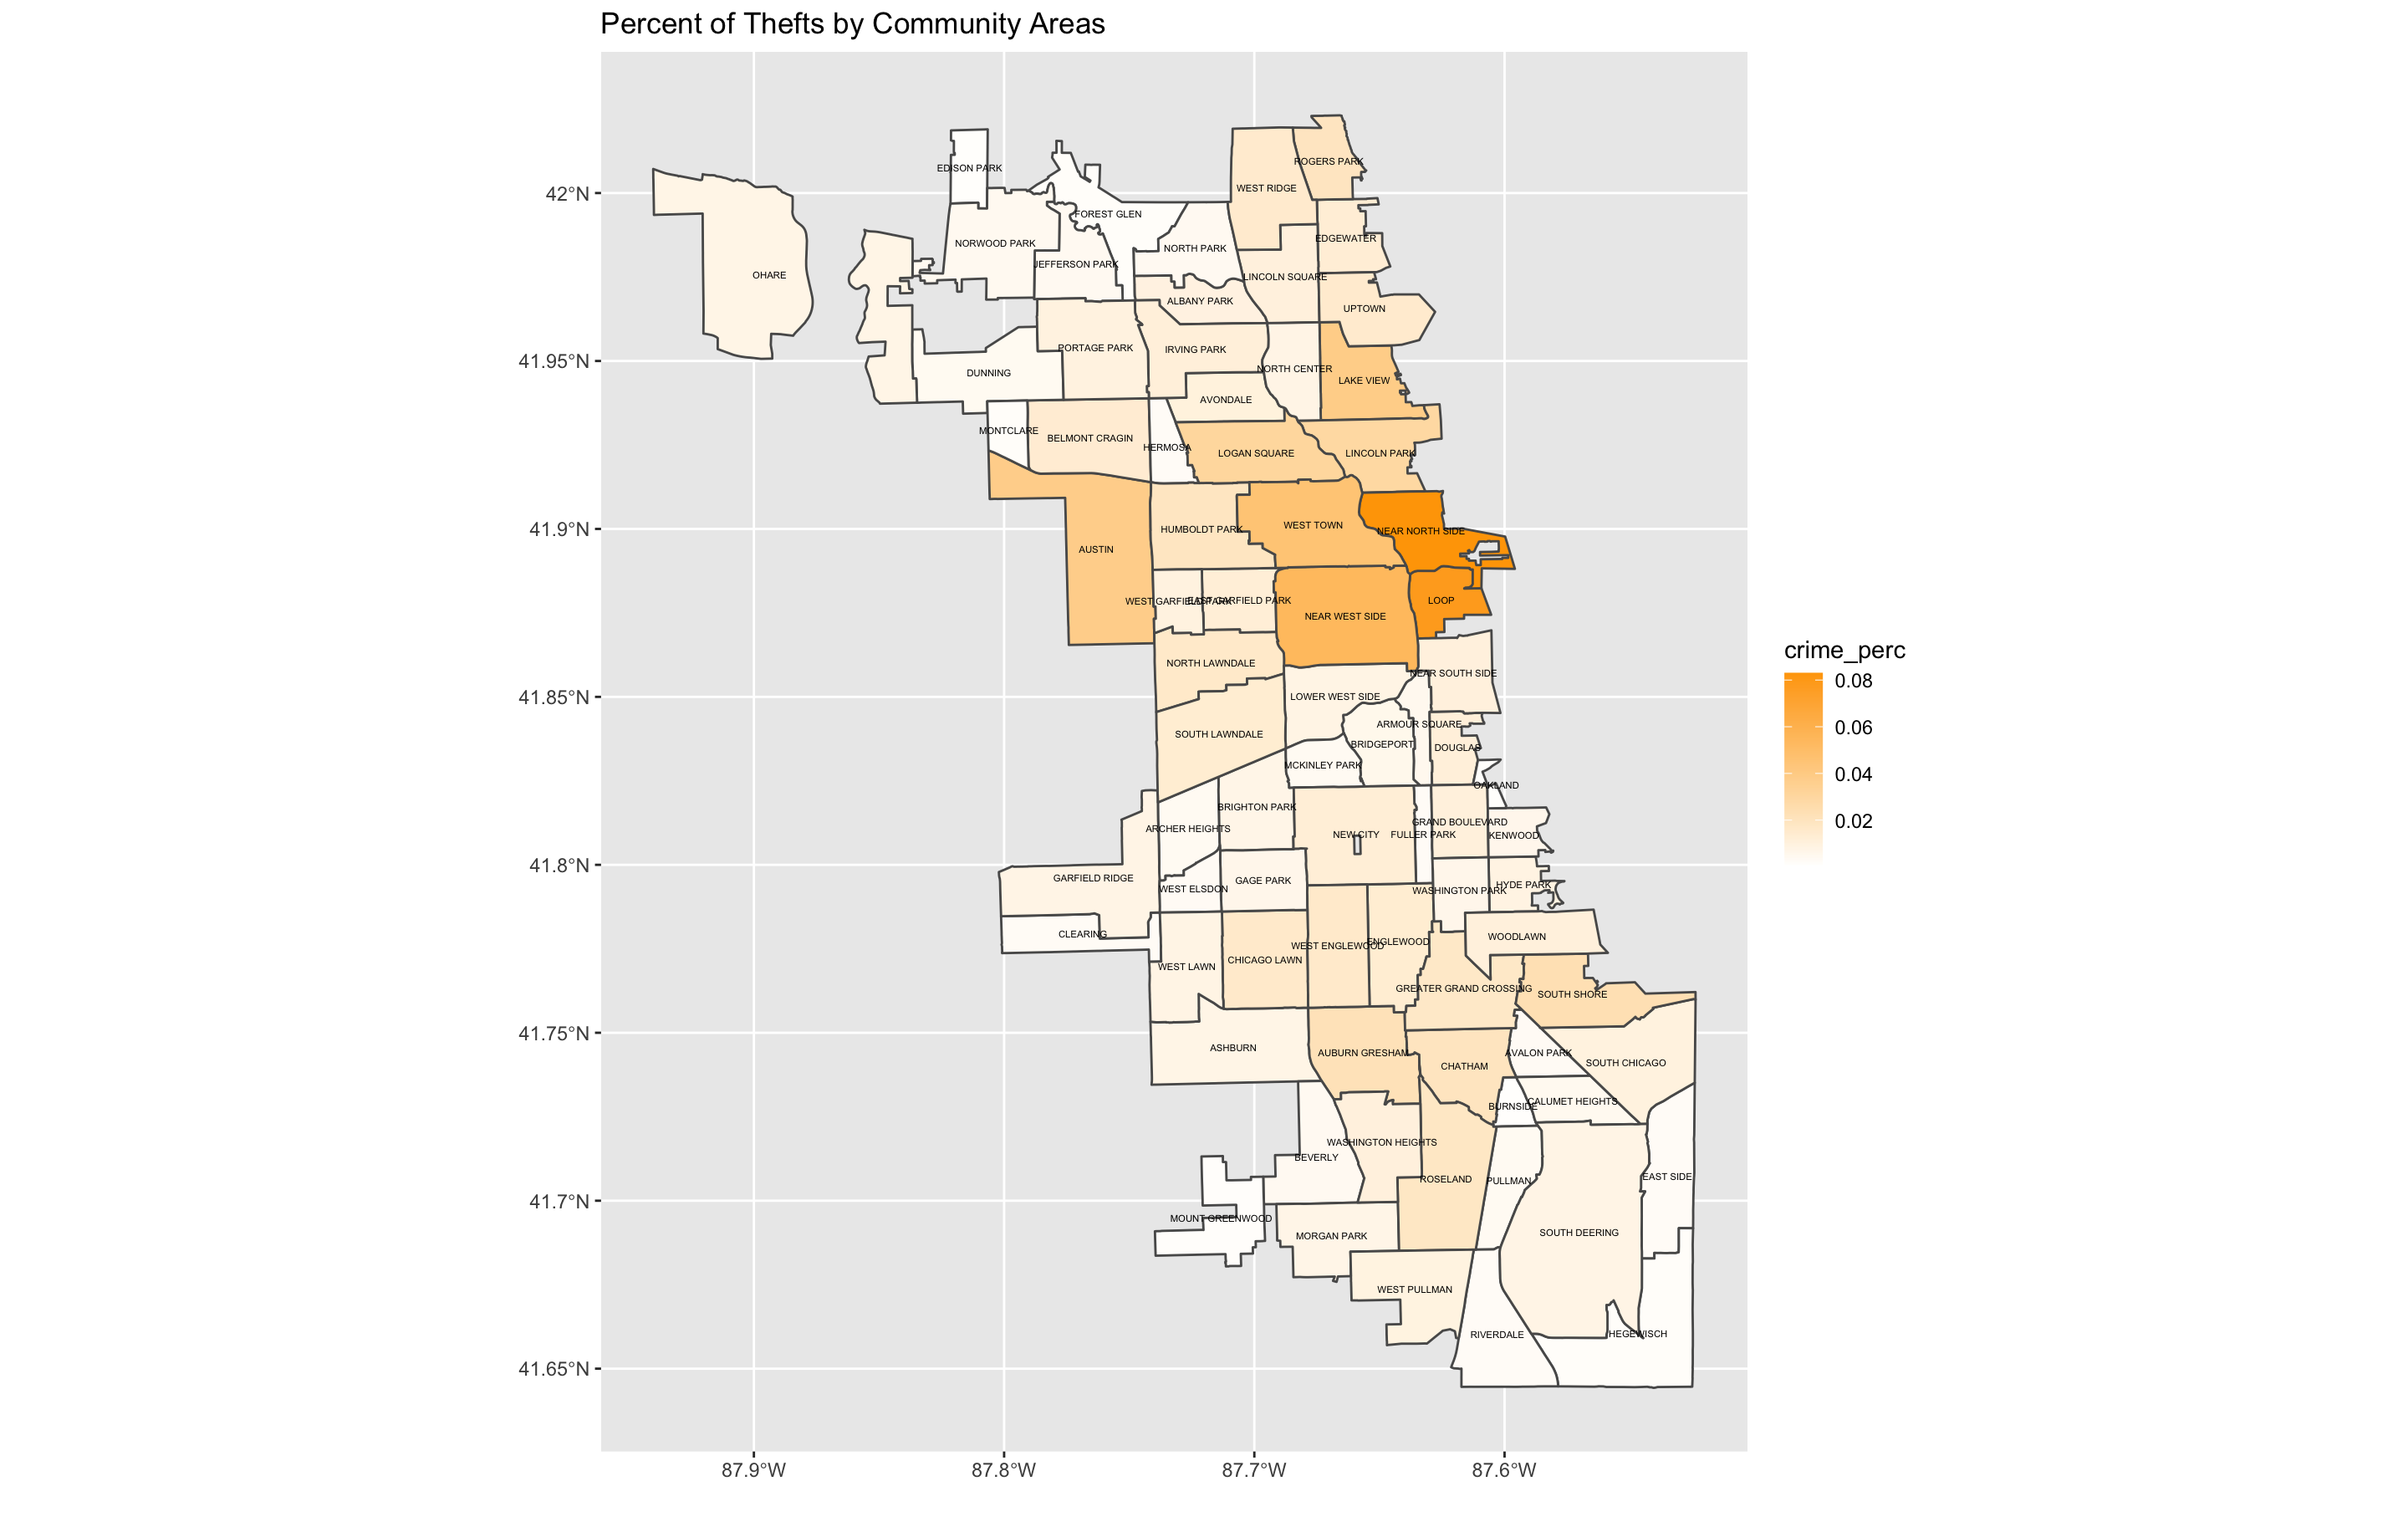 Percent of Thefts by Community Areas
42°N
41.95°N
41.9°N
41.85°N
41.8°N
41.75°N
41.7°N
41.65°N
87.9°W
87.8°W
87.7°W
87.6°W
ROGERS PARK
EDISON PARK
WEST RIDGE
FOREST GLEN
EDGEWATER
NORWOOD PARK
NORTH PARK
JEFFERSON PARK
OHARE
LINCOLN SQUARE
ALBANY PARK
UPTOWN
PORTAGE PARK
IRVING PARK
NORTH CENTER
DUNNING
LAKE VIEW
AVONDALE
MONTCLARE
BELMONT CRAGIN
HERMOSA
LOGAN SQUARE
LINCOLN PARK
WEST TOWN
HUMBOLDT PARK
NEAR NORTH SIDE
AUSTIN
WEST GARFIELD PARK
EAST GARFIELD PARK
LOOP
NEAR WEST SIDE
NORTH LAWNDALE
NEAR SOUTH SIDE
LOWER WEST SIDE
ARMOUR SQUARE
SOUTH LAWNDALE
BRIDGEPORT
DOUGLAS
MCKINLEY PARK
OAKLAND
BRIGHTON PARK
GRAND BOULEVARD
ARCHER HEIGHTS
NEW CITY
FULLER PARK
KENWOOD
GARFIELD RIDGE
GAGE PARK
HYDE PARK
WEST ELSDON
WASHINGTON PARK
CLEARING
WOODLAWN
ENGLEWOOD
WEST ENGLEWOOD
CHICAGO LAWN
WEST LAWN
GREATER GRAND CROSSING
SOUTH SHORE
ASHBURN
AUBURN GRESHAM
AVALON PARK
SOUTH CHICAGO
CHATHAM
CALUMET HEIGHTS
BURNSIDE
WASHINGTON HEIGHTS
BEVERLY
EAST SIDE
ROSELAND
PULLMAN
MOUNT GREENWOOD
SOUTH DEERING
MORGAN PARK
WEST PULLMAN
RIVERDALE
HEGEWISCH
crime_perc
0.08
0.06
0.04
0.02